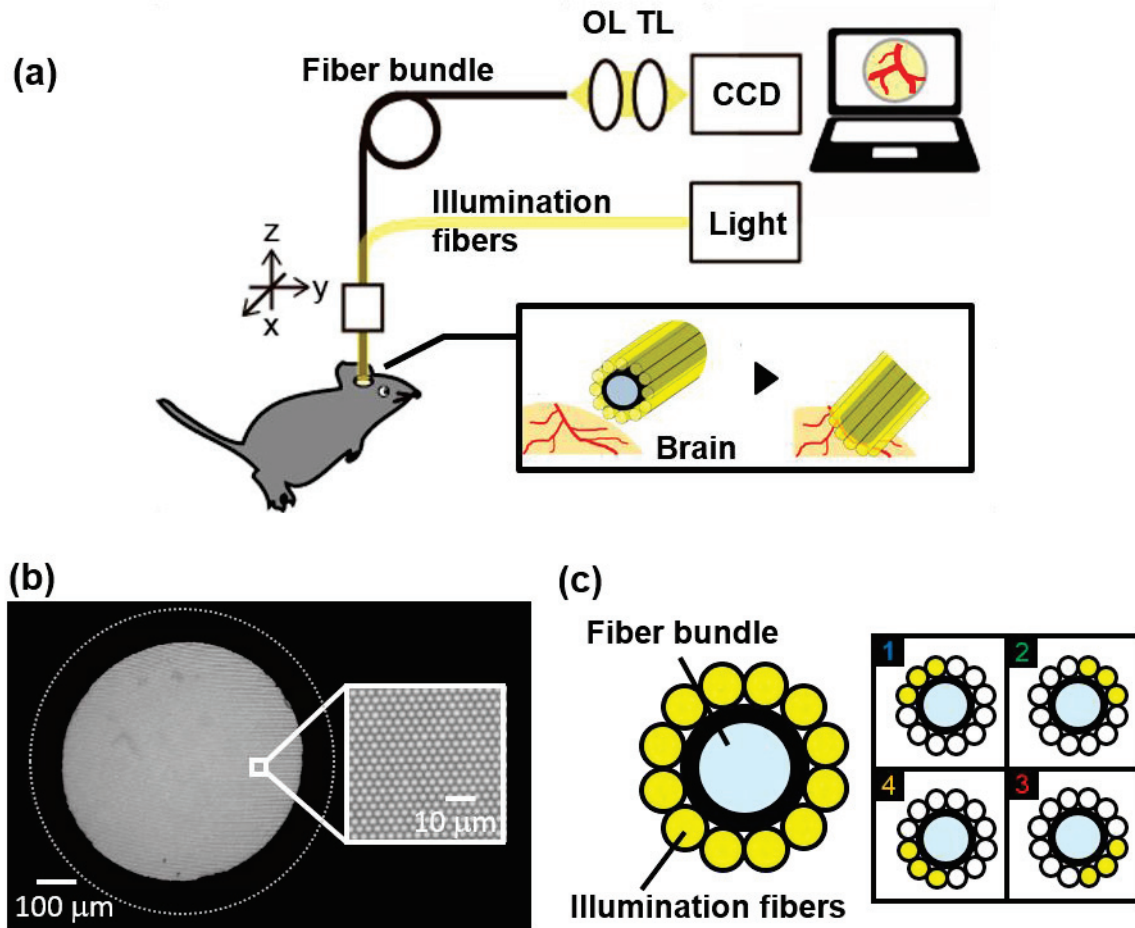 (a)
OL TL
Fiber bundle
CCD
Illumination
fibers
Light
z
y
x
Brain
(b)
100 µm
10 µm
(c)
Fiber bundle
Illumination fibers
1
2
4
3